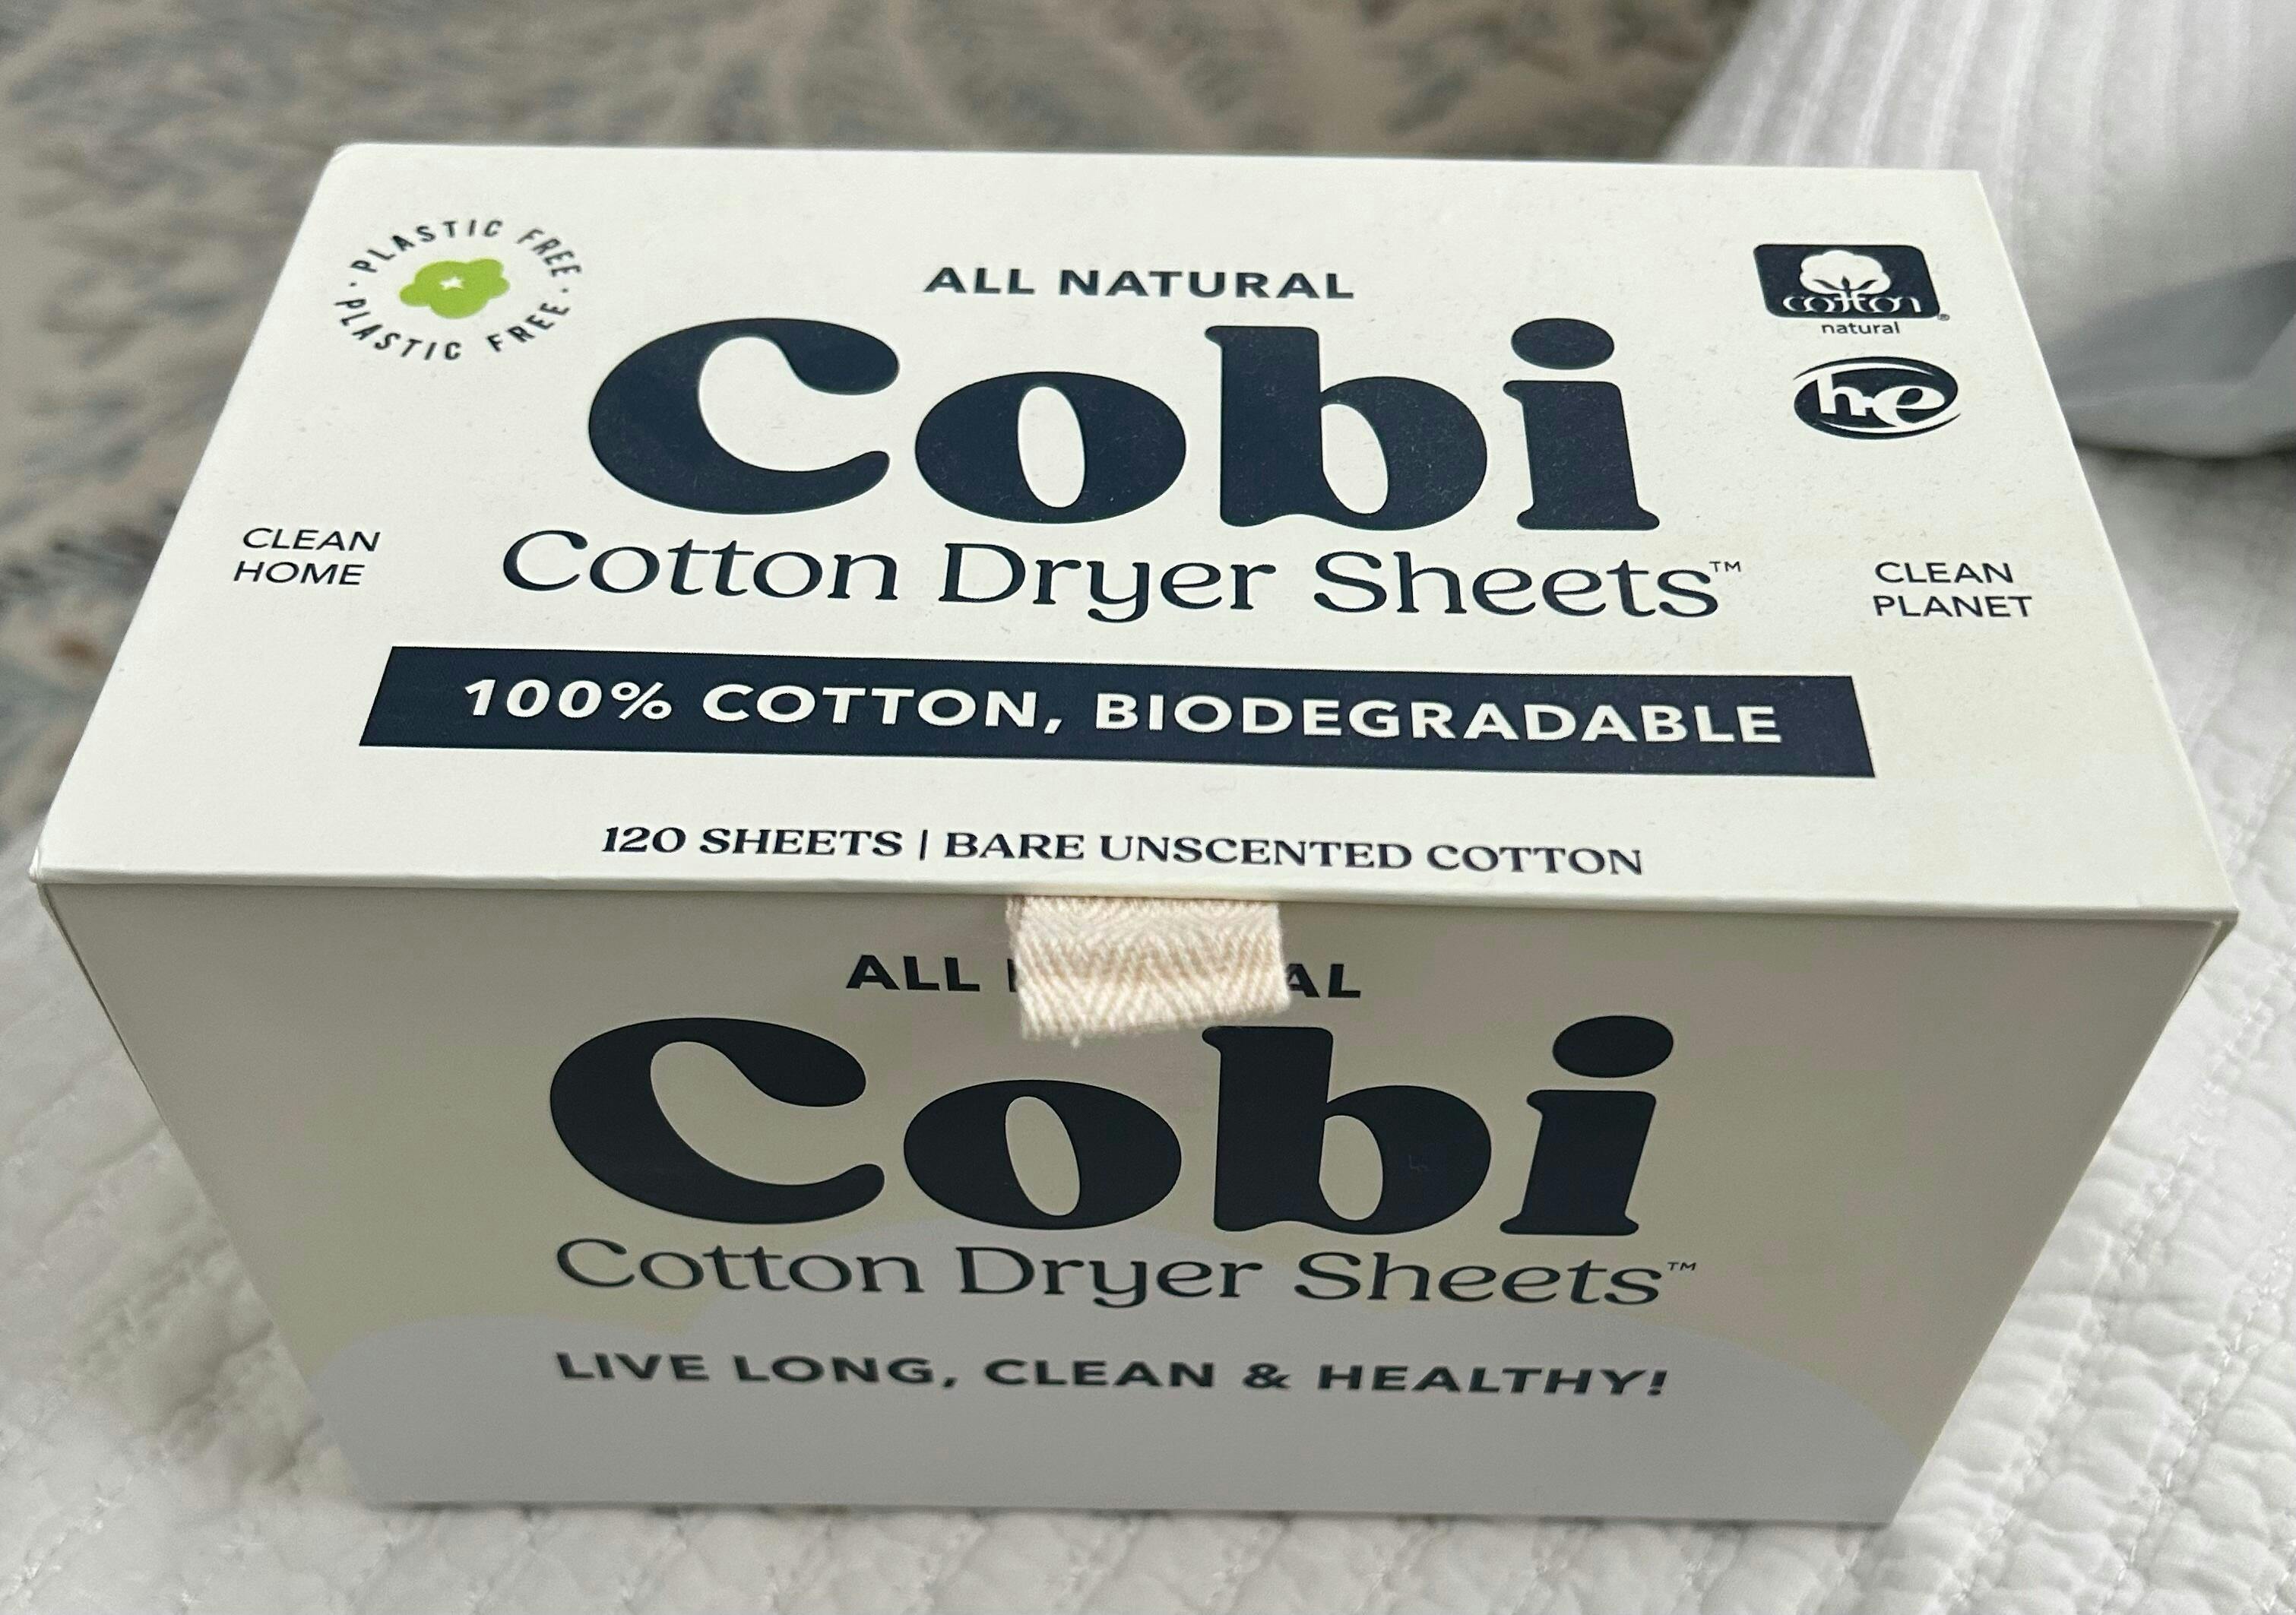 PLASTIC FREE · PLASTIC FREE ·
ALL NATURAL
Cobi
Cotton Dryer Sheets™
cotton®
natural
he
CLEAN
HOME
CLEAN
PLANET
100% COTTON, BIODEGRADABLE
120 SHEETS | BARE UNSCENTED COTTON
ALL AL
Cobi
Cotton Dryer Sheets™
LIVE LONG, CLEAN & HEALTHY!